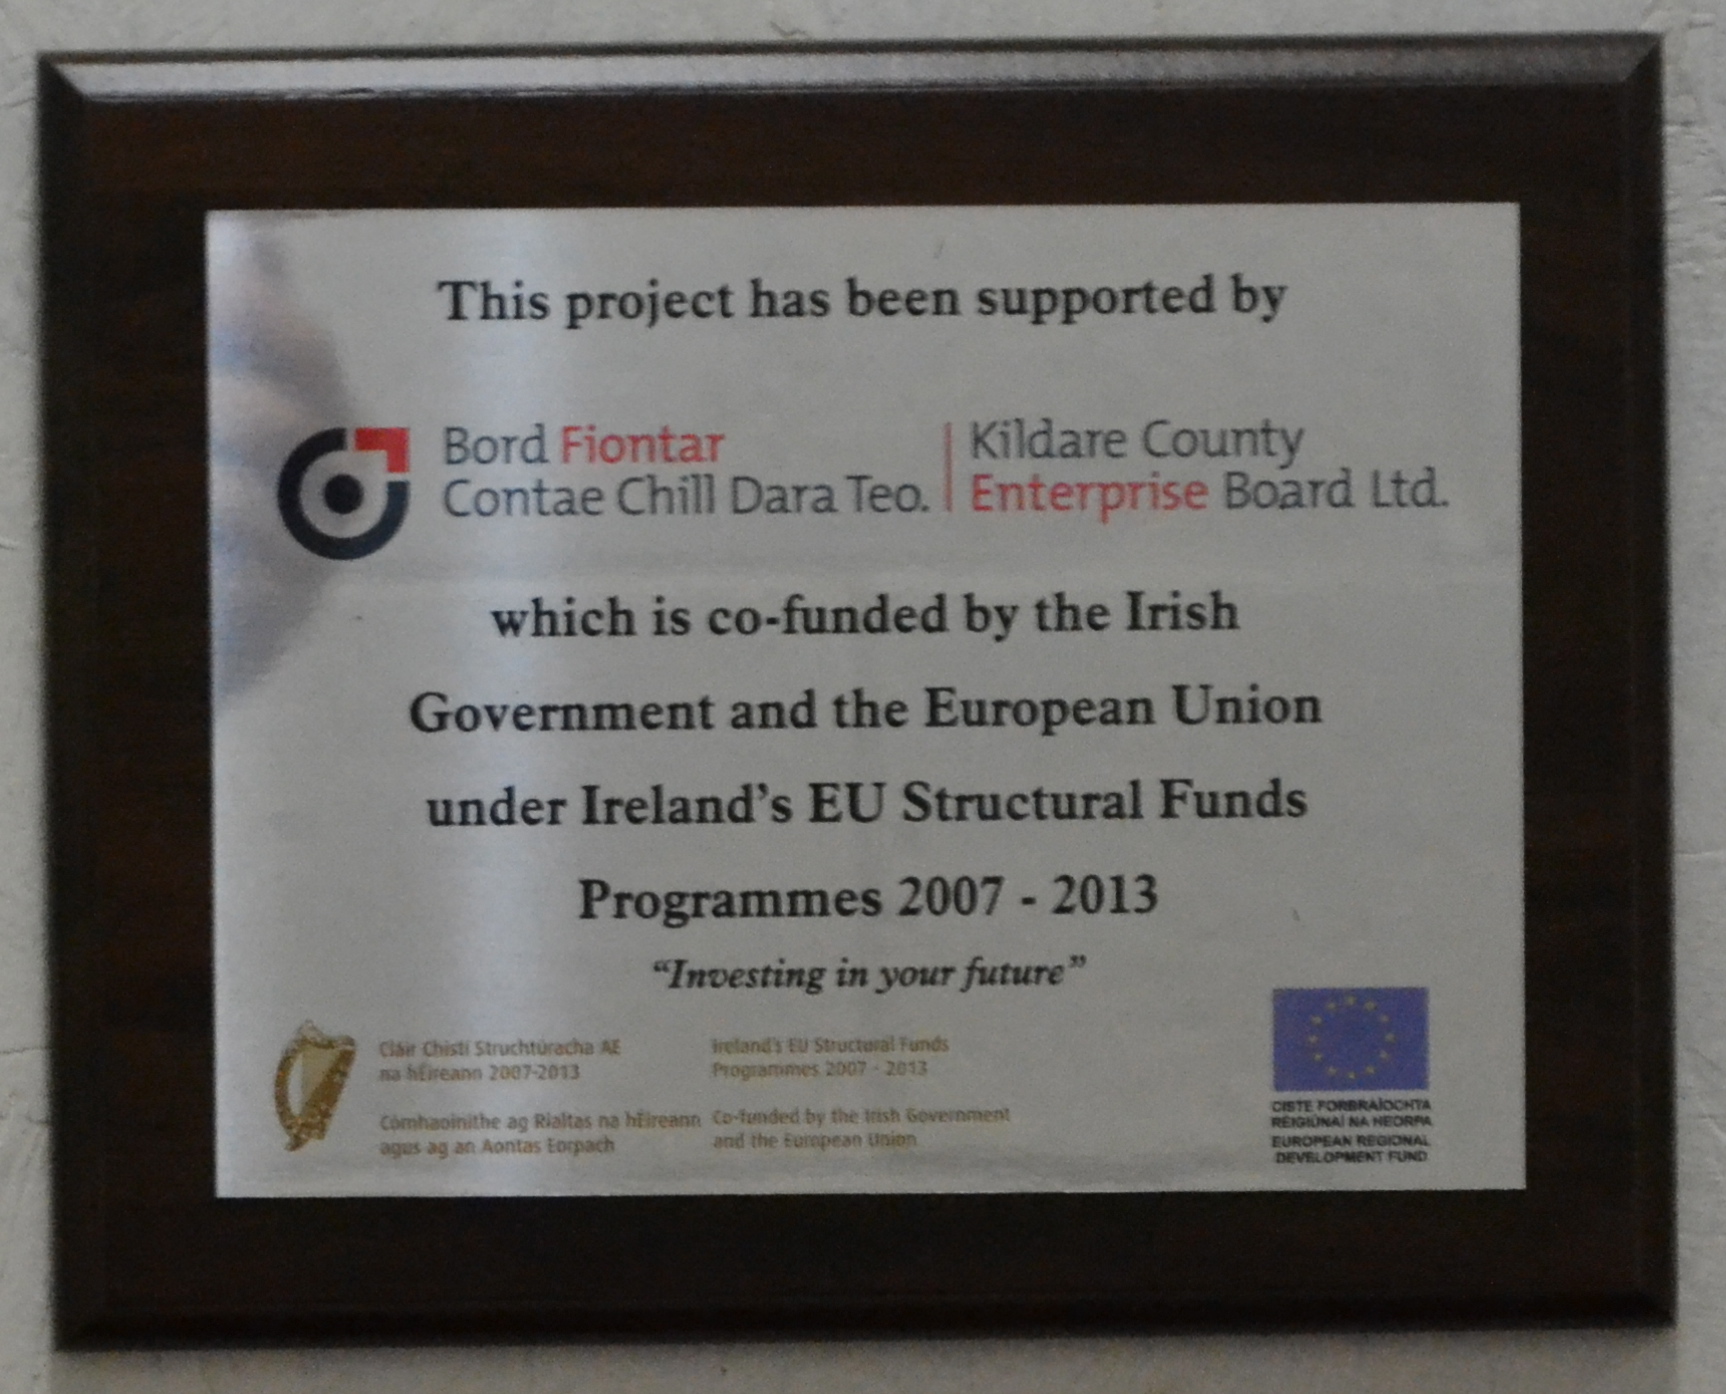 This project has been supported by
Bord Fiontar
Contae Chill Dara Teo.
Kildare County
Enterprise Board Ltd.
which is co-funded by the Irish
Government and the European Union
under Ireland's EU Structural Funds
Programmes 2007 - 2013
“Investing in your future”
Cláir Chistí Struchtúracha AE
na hÉireann 2007-2013
Cómhaoinithe ag Rialtas na hÉireann
agus ag an Aontas Eorpach
Ireland's EU Structural Funds
Programmes 2007 - 2013
Co-funded by the Irish Government
and the European Union
CISTE FORBRAÍOCHTA
RÉIGIÚNAÍ NA HEORPA
EUROPEAN REGIONAL
DEVELOPMENT FUND